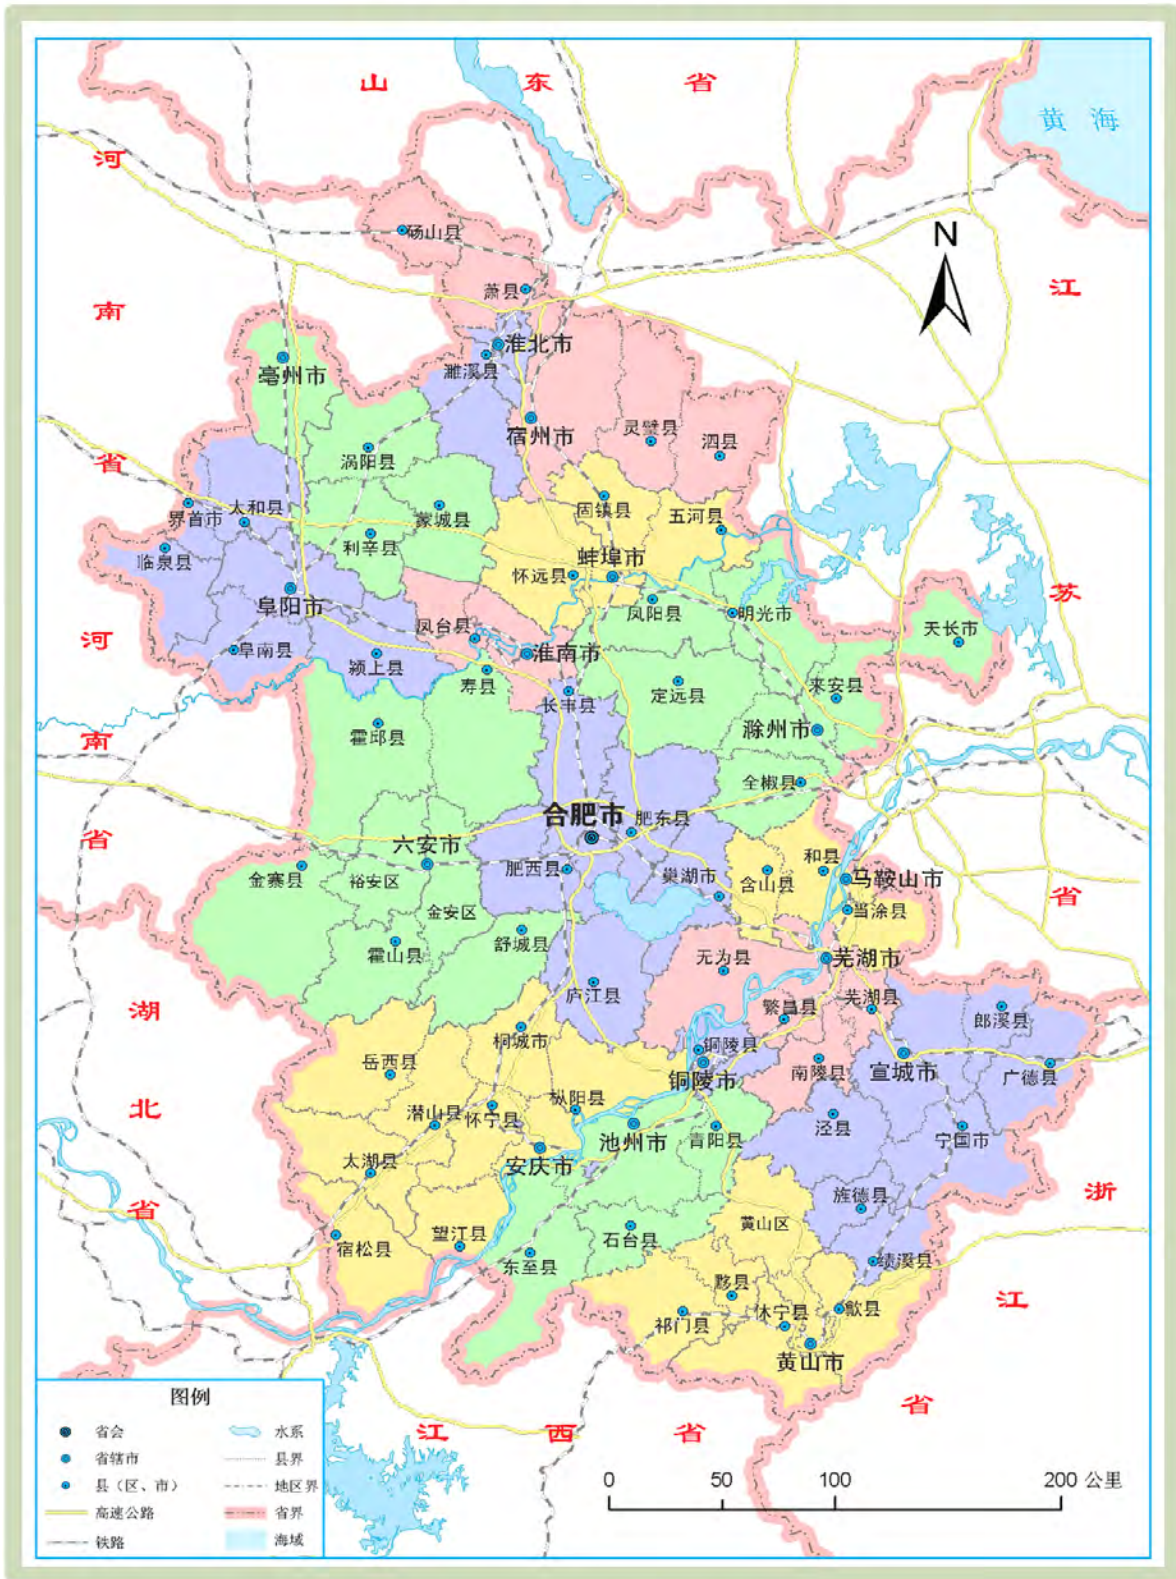 山 东 省
黄 海
河
砀山县
N
江
萧县
南
淮北市
濉溪县
亳州市
宿州市
灵璧县
泗县
涡阳县
省
界首市
太和县
蒙城县
固镇县
五河县
利辛县
临泉县
蚌埠市
怀远县
阜阳市
凤阳县
明光市
苏
天长市
凤台县
河
阜南县
颍上县
淮南市
寿县
长丰县
定远县
来安县
霍邱县
滁州市
南
全椒县
合肥市
肥东县
省
六安市
和县
金寨县
裕安区
肥西县
巢湖市
含山县
马鞍山市
省
金安区
当涂县
舒城县
霍山县
无为县
芜湖市
庐江县
湖
繁昌县
芜湖县
郎溪县
桐城市
铜陵县
岳西县
铜陵市
南陵县
宣城市
广德县
北
潜山县
怀宁县
枞阳县
池州市
青阳县
泾县
宁国市
太湖县
安庆市
浙
省
旌德县
黄山区
宿松县
望江县
石台县
东至县
绩溪县
黟县
江
祁门县
休宁县
歙县
黄山市
省
江 西 省
图例
省会
水系
省辖市
县界
县（区、市）
地区界
高速公路
省界
铁路
海域
0 50 100 200 公里